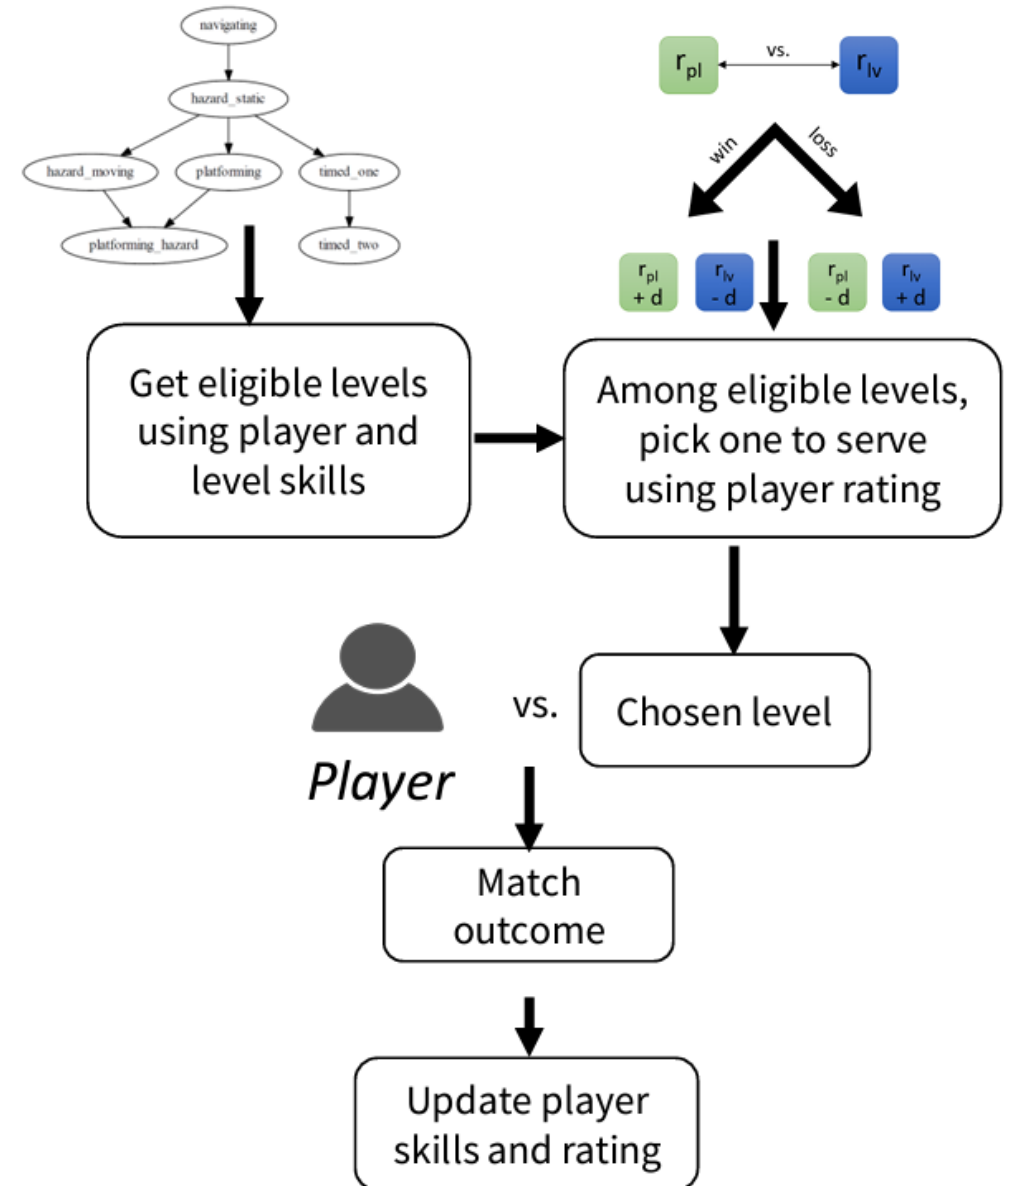 navigating
hazard_static
hazard_moving
platforming
timed_one
platforming_hazard
timed_two
rpl
vs.
rlv
win
loss
rpl
+ d
rlv
- d
rpl
- d
rlv
+ d
Get eligible levels
using player and
level skills
Among eligible levels,
pick one to serve
using player rating
Player
vs.
Chosen level
Match
outcome
Update player
skills and rating